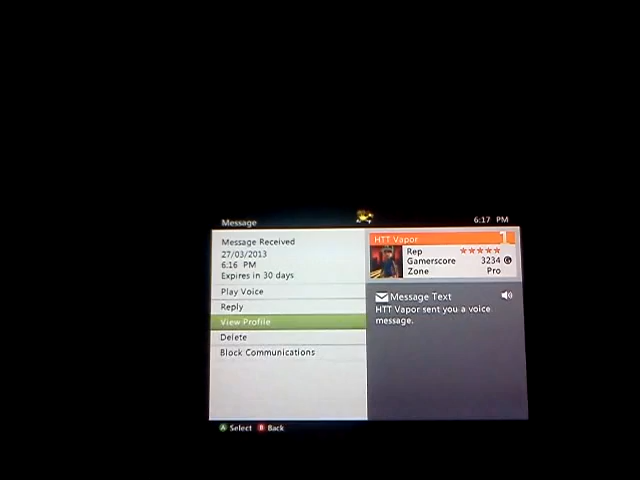 Message
6:17 PM
Message Received
27/03/2013
6:16 PM
Expires in 30 days
Play Voice
Reply
View Profile
Delete
Block Communications
HTT Vapor
1
Rep
Gamerscore 3234 G
Zone Pro
Message Text
HTT Vapor sent you a voice
message.
A Select B Back